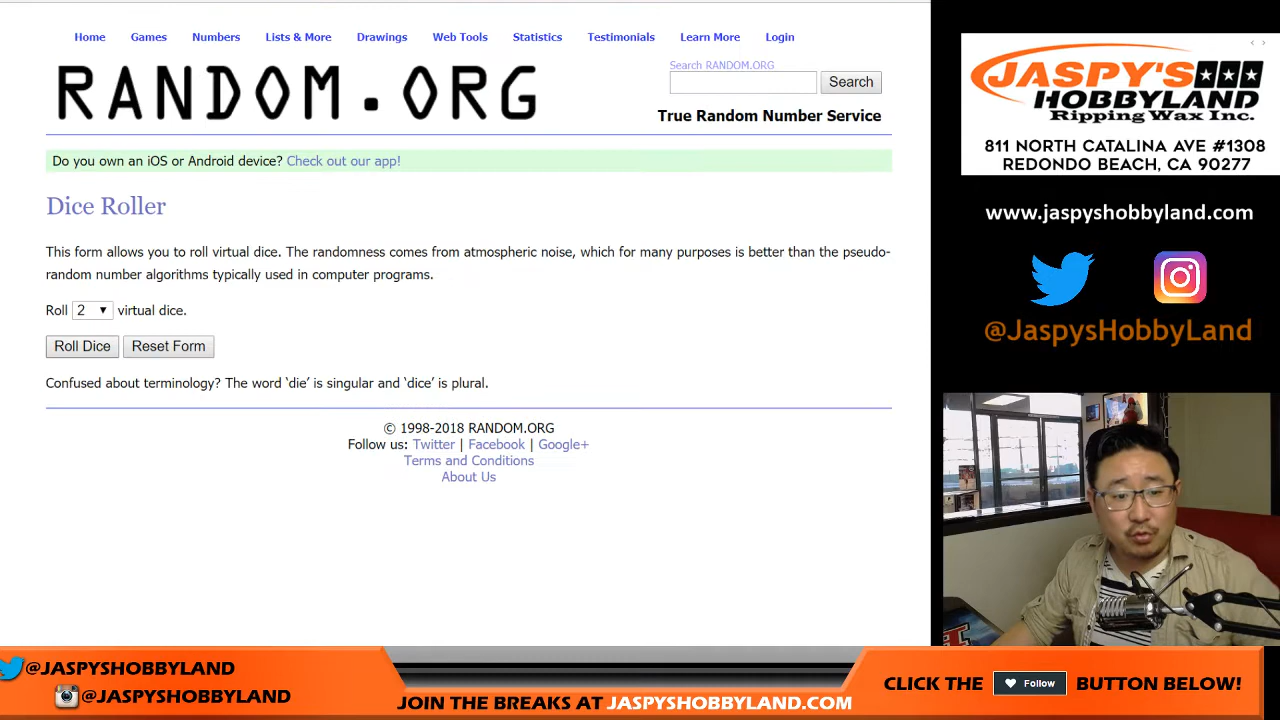 Home Games Numbers Lists & More Drawings Web Tools Statistics Testimonials Learn More Login
RANDOM.ORG
Search RANDOM.ORG
Search
True Random Number Service
Do you own an iOS or Android device? Check out our app!
Dice Roller
This form allows you to roll virtual dice. The randomness comes from atmospheric noise, which for many purposes is better than the pseudo-
random number algorithms typically used in computer programs.
Roll 2 virtual dice.
Roll Dice Reset Form
Confused about terminology? The word ‘die’ is singular and ‘dice’ is plural.
© 1998-2018 RANDOM.ORG
Follow us: Twitter | Facebook | Google+
Terms and Conditions
About Us
JASPY'S
HOBBYLAND
Ripping Wax Inc.
811 NORTH CATALINA AVE #1308
REDONDO BEACH, CA 90277
www.jaspyshobbyland.com
@JaspysHobbyLand
@JASPYSHOBBYLAND
@JASPYSHOBBYLAND
JOIN THE BREAKS AT JASPYSHOBBYLAND.COM
CLICK THE Follow BUTTON BELOW!